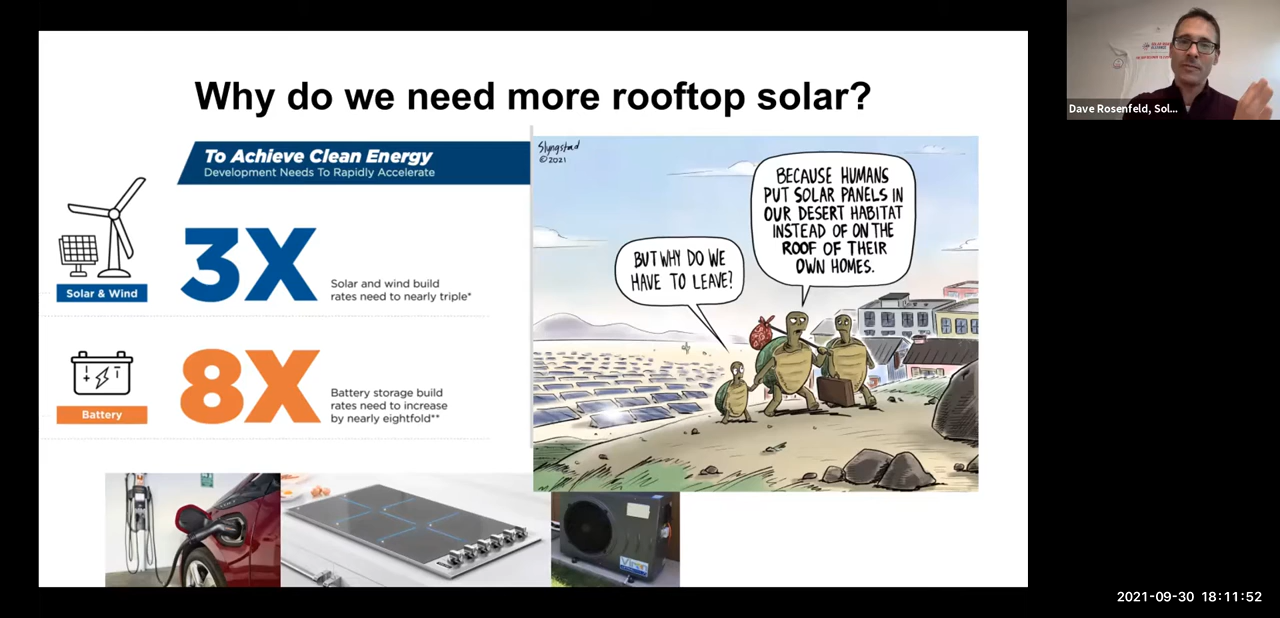 Why do we need more rooftop solar?
To Achieve Clean Energy
Development Needs To Rapidly Accelerate
Solar & Wind
3X
Solar and wind build
rates need to nearly triple*
Battery
8X
Battery storage build
rates need to increase
by nearly eightfold**
Slyngstad
©2021
BUT WHY DO WE
HAVE TO LEAVE?
BECAUSE HUMANS
PUT SOLAR PANELS IN
OUR DESERT HABITAT
INSTEAD OF ON THE
ROOF OF THEIR
OWN HOMES.
Dave Rosenfeld, Sol...
2021-09-30 18:11:52